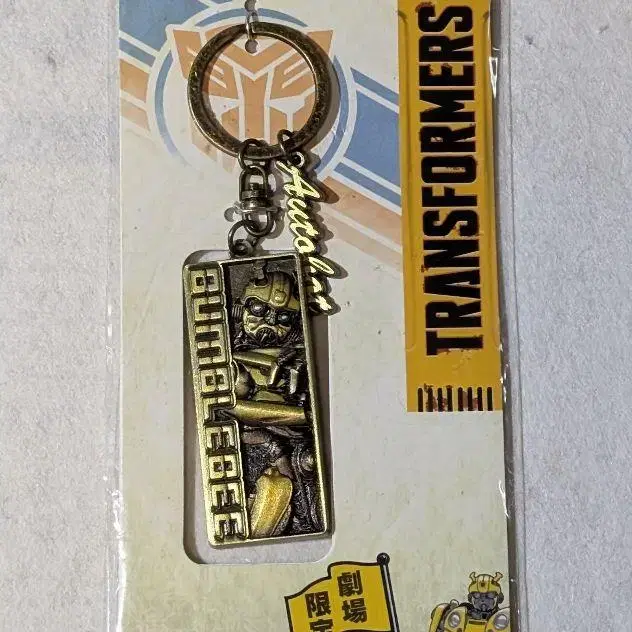 TRANSFORMERS
Autobot
BUMBLEBEE
劇場
限定